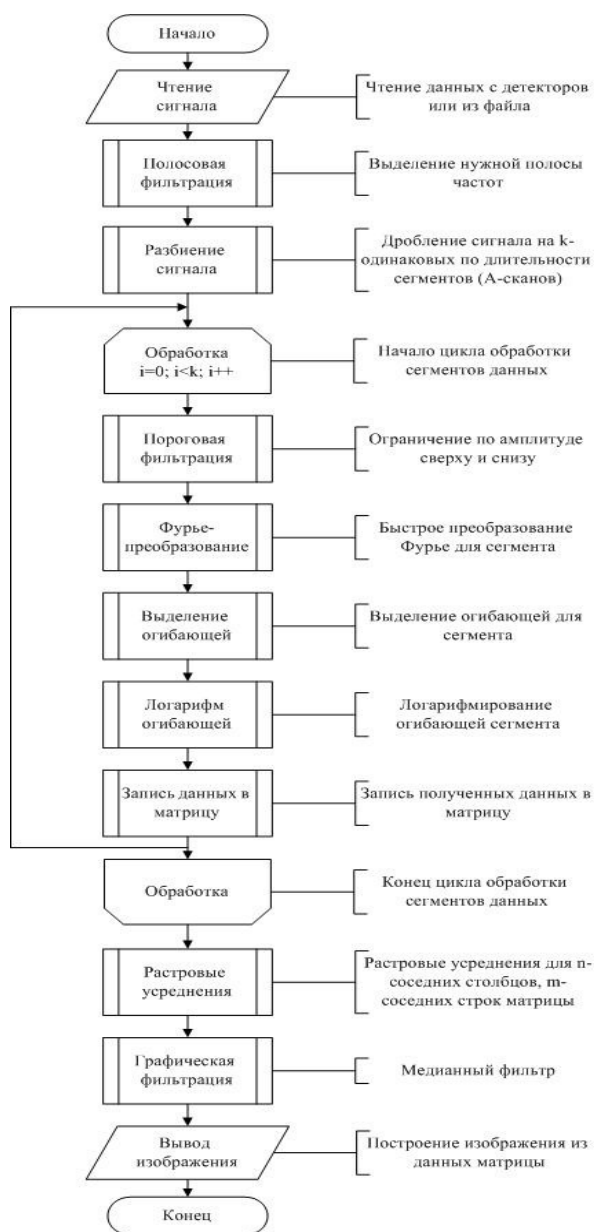 Начало
Чтение
сигнала
Чтение данных с детекторов
или из файла
Полосовая
фильтрация
Выделение нужной полосы
частот
Разбиение
сигнала
Дробление сигнала на k-
одинаковых по длительности
сегментов (А-сканов)
Обработка
i=0; i<k; i++
Начало цикла обработки
сегментов данных
Пороговая
фильтрация
Ограничение по амплитуде
сверху и снизу
Фурье-
преобразование
Быстрое преобразование
Фурье для сегмента
Выделение
огибающей
Выделение огибающей для
сегмента
Логарифм
огибающей
Логарифмирование
огибающей сегмента
Запись данных в
матрицу
Запись полученных данных в
матрицу
Обработка
Конец цикла обработки
сегментов данных
Растровые
усреднения
Растровые усреднения для n-
соседних столбцов, m-
соседних строк матрицы
Графическая
фильтрация
Медианный фильтр
Вывод
изображения
Построение изображения из
данных матрицы
Конец